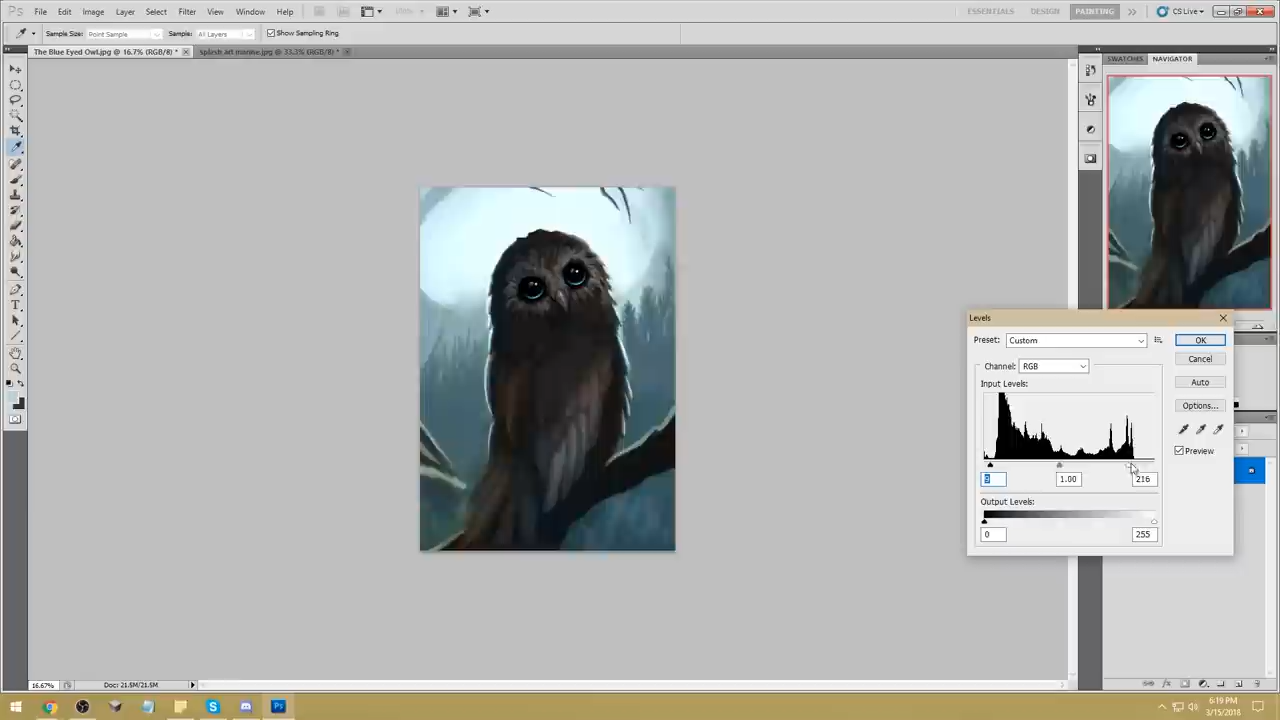 PS File Edit Image Layer Select Filter View Window Help ESSENTIALS DESIGN PAINTING CS Live
Sample Size: Point Sample Sample: All Layers Show Sampling Ring
The Blue Eyed Owl.jpg @ 16.7% (RGB/8) * splash art manise.jpg @ 33.3% (RGB/8) *
SWATCHES NAVIGATOR
Levels
Preset: Custom OK
Cancel
Channel: RGB
Auto
Input Levels:
Options...
Preview
9 1.00 216
Output Levels:
0 255
16.67% Doc: 21.5M/21.5M
6:19 PM
3/15/2018